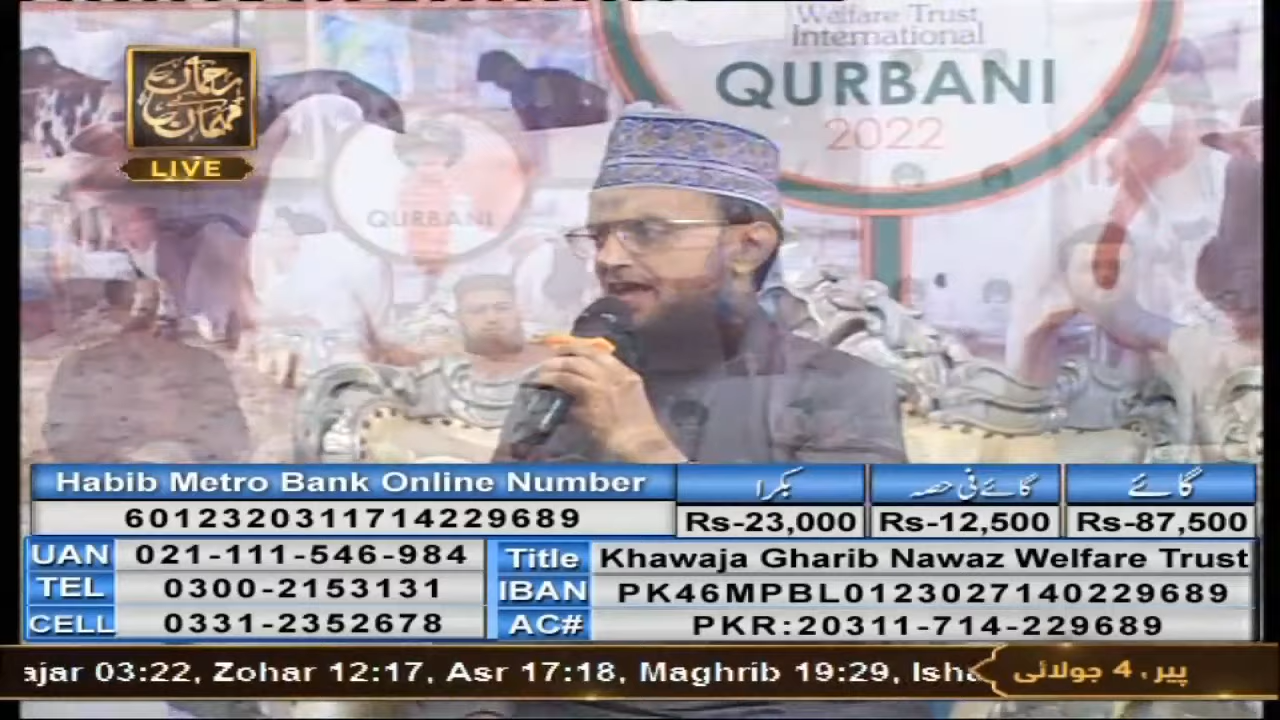 Welfare Trust
International
QURBANI
2022
QURBANI
رحمان کے مہمان
LIVE
Habib Metro Bank Online Number
بکرا
گائے فی حصہ
گائے
6012320311714229689
Rs-23,000
Rs-12,500
Rs-87,500
UAN 021-111-546-984
Title Khawaja Gharib Nawaz Welfare Trust
TEL 0300-2153131
IBAN PK46MPBL0123027140229689
CELL 0331-2352678
AC# PKR:20311-714-229689
ajar 03:22, Zohar 12:17, Asr 17:18, Maghrib 19:29, Isha
پیر، 4 جولائی